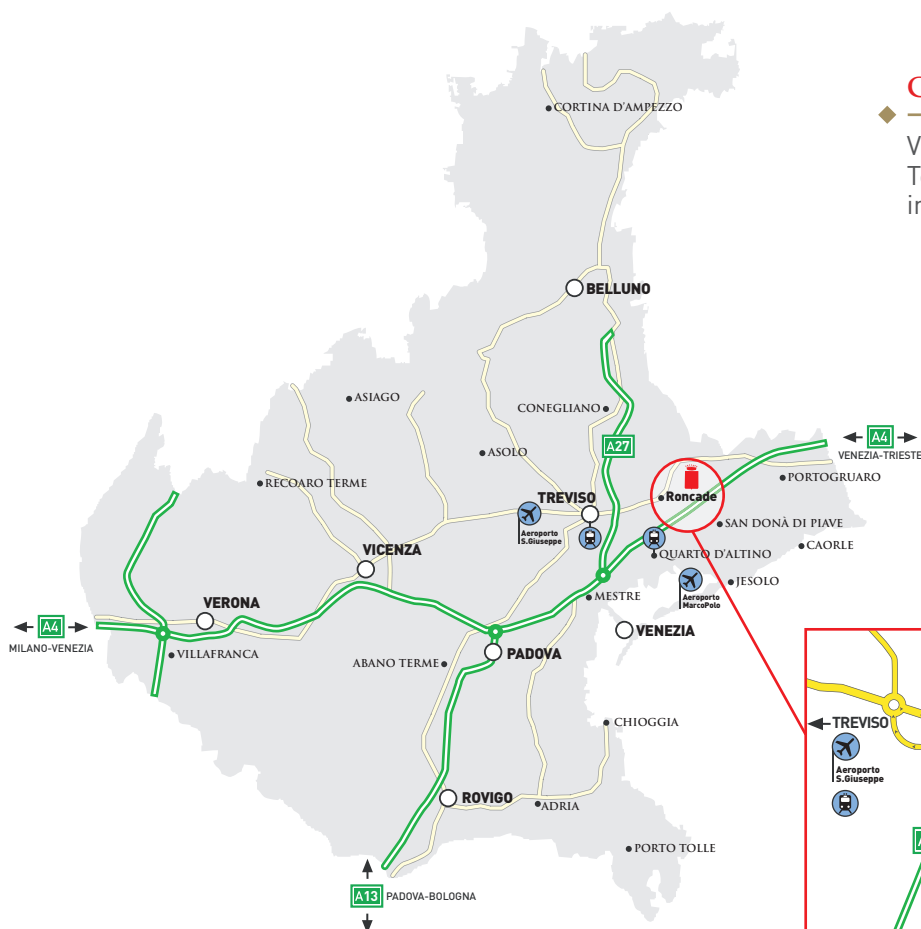 CORTINA D'AMPEZZO
BELLUNO
ASIAGO
CONEGLIANO
ASOLO
A27
A4
VENEZIA-TRIESTE
RECOARO TERME
PORTOGRUARO
TREVISO
Roncade
Aeroporto
S.Giuseppe
SAN DONÀ DI PIAVE
VICENZA
QUARTO D'ALTINO
CAORLE
JESOLO
Aeroporto
MarcoPolo
MESTRE
VERONA
A4
MILANO-VENEZIA
VENEZIA
VILLAFRANCA
PADOVA
ABANO TERME
CHIOGGIA
TREVISO
Aeroporto
S.Giuseppe
ROVIGO
ADRIA
PORTO TOLLE
A13
PADOVA-BOLOGNA